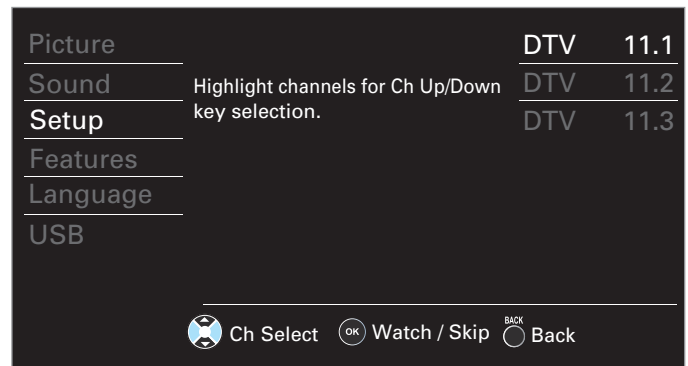 Picture
Sound
Setup
Features
Language
USB
Highlight channels for Ch Up/Down
key selection.
DTV 11.1
DTV 11.2
DTV 11.3
Ch Select OK Watch / Skip BACK Back